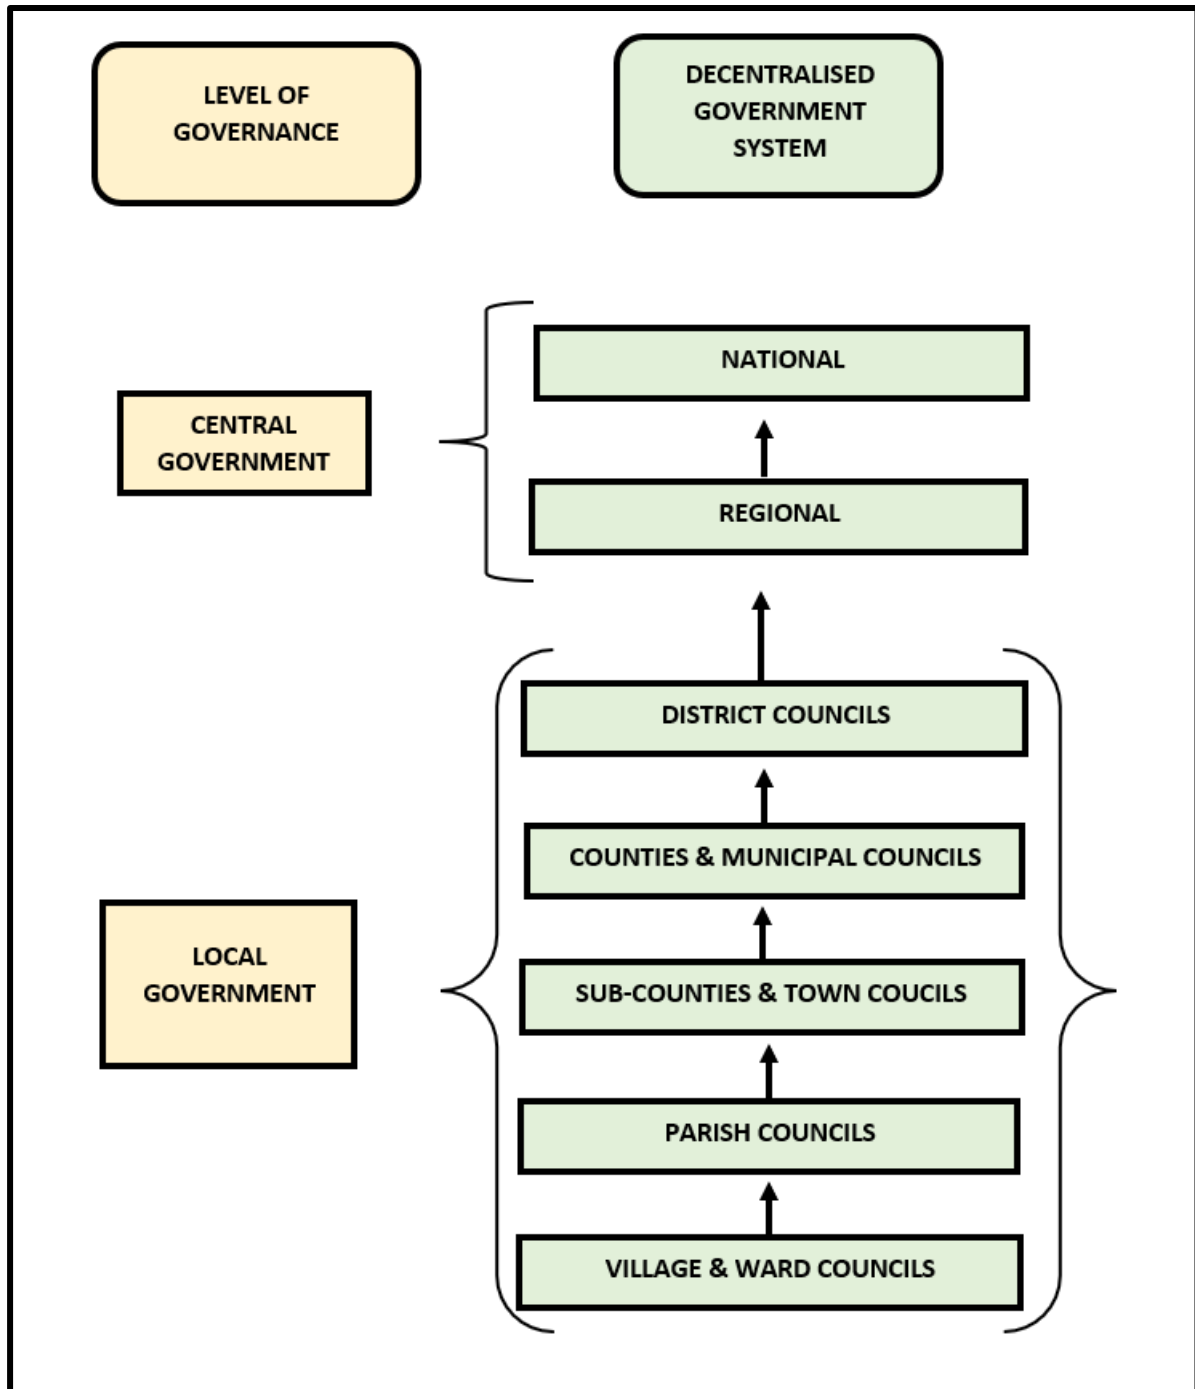 LEVEL OF
GOVERNANCE
DECENTRALISED
GOVERNMENT
SYSTEM
NATIONAL
CENTRAL
GOVERNMENT
REGIONAL
DISTRICT COUNCILS
COUNTIES & MUNICIPAL COUNCILS
LOCAL
GOVERNMENT
SUB-COUNTIES & TOWN COUCILS
PARISH COUNCILS
VILLAGE & WARD COUNCILS